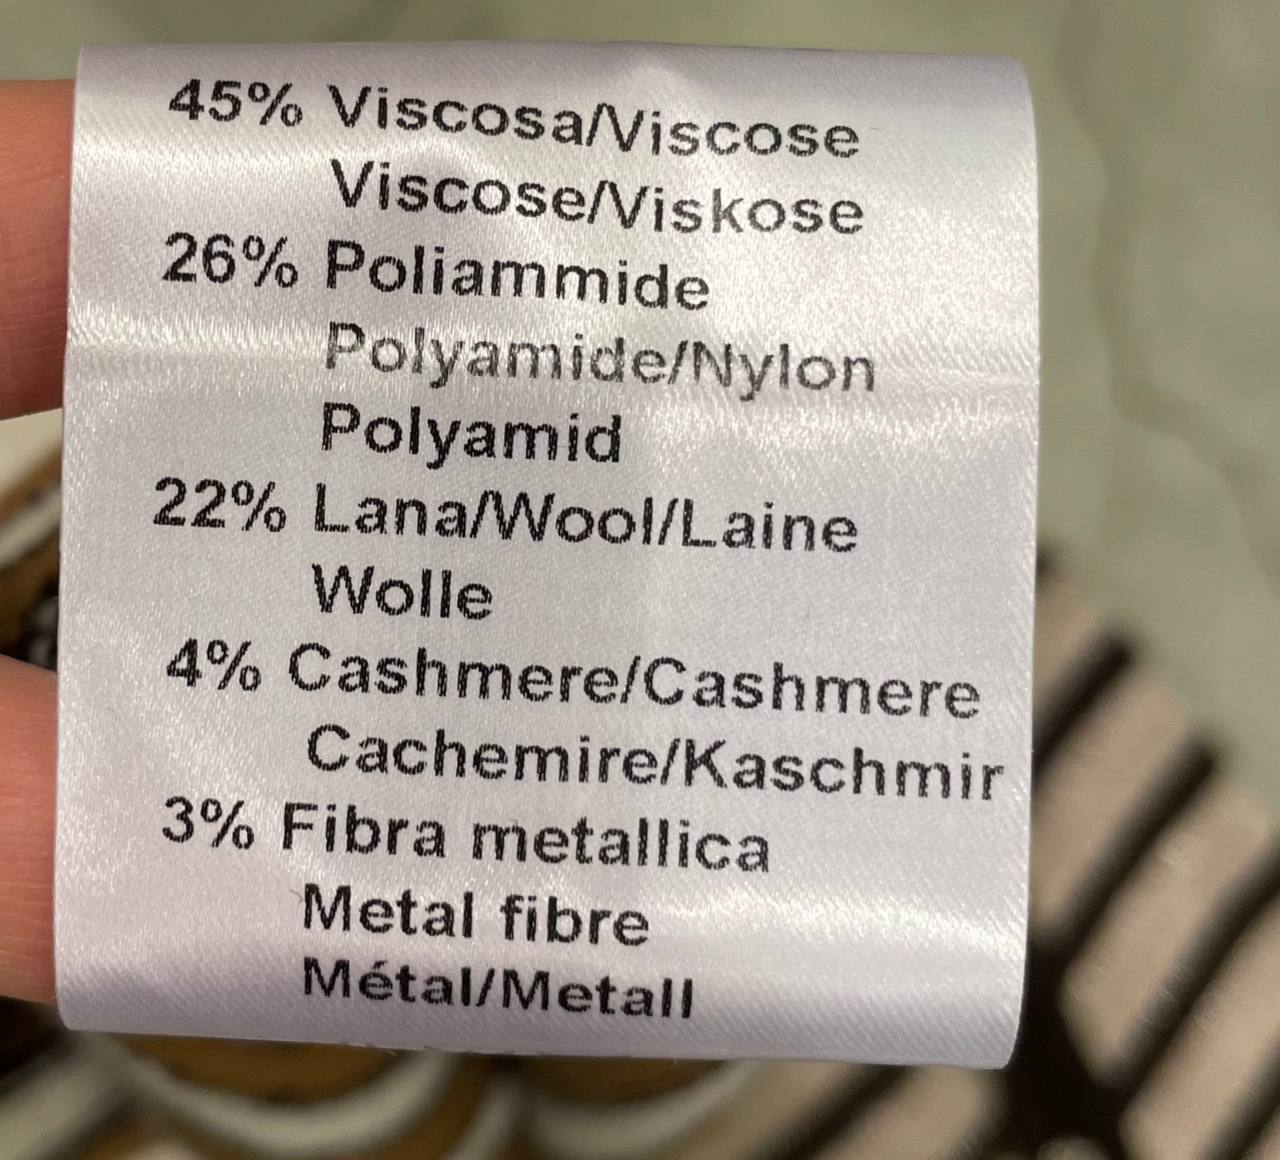 45% Viscosa/Viscose
Viscose/Viskose
26% Poliammide
Polyamide/Nylon
Polyamid
22% Lana/Wool/Laine
Wolle
4% Cashmere/Cashmere
Cachemire/Kaschmir
3% Fibra metallica
Metal fibre
Métal/Metall